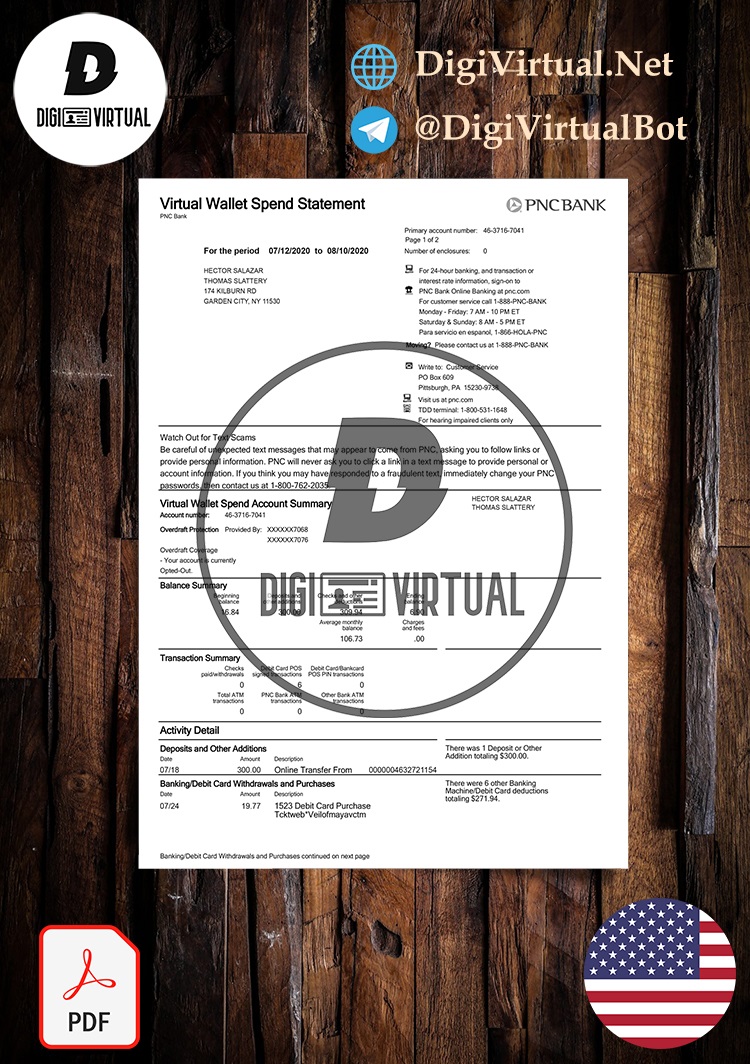 D
DIGI VIRTUAL
DigiVirtual.Net
@DigiVirtualBot
Virtual Wallet Spend Statement
PNC Bank
PNC BANK
Primary account number: 46-3716-7041
Page 1 of 2
Number of enclosures: 0
For the period 07/12/2020 to 08/10/2020
HECTOR SALAZAR
THOMAS SLATTERY
174 KILBURN RD
GARDEN CITY, NY 11530
For 24-hour banking, and transaction or
interest rate information, sign-on to
PNC Bank Online Banking at pnc.com
For customer service call 1-888-PNC-BANK
Monday - Friday: 7 AM - 10 PM ET
Saturday & Sunday: 8 AM - 5 PM ET
Para servicio en espanol, 1-866-HOLA-PNC
Moving? Please contact us at 1-888-PNC-BANK
Write to: Customer Service
PO Box 609
Pittsburgh, PA 15230-9738
Visit us at pnc.com
TDD terminal: 1-800-531-1648
For hearing impaired clients only
Watch Out for Text Scams
Be careful of unexpected text messages that may appear to come from PNC, asking you to follow links or
provide personal information. PNC will never ask you to click a link in a text message to provide personal or
account information. If you think you may have responded to a fraudulent text, immediately change your PNC
passwords, then contact us at 1-800-762-2035
Virtual Wallet Spend Account Summary
HECTOR SALAZAR
THOMAS SLATTERY
Account number: 46-3716-7041
Overdraft Protection Provided By: XXXXXX7068
XXXXXX7076
Overdraft Coverage
- Your account is currently
Opted-Out.
D
DIGI VIRTUAL
Balance Summary
Beginning balance Deposits and other additions Checks and other deductions Ending balance
16.84 300.00 309.94 6.90
Average monthly balance Charges and fees
106.73 .00
Transaction Summary
Checks paid/withdrawals Debit Card POS signed transactions Debit Card/Bankcard POS PIN transactions
0 6 0
Total ATM transactions PNC Bank ATM transactions Other Bank ATM transactions
0 0 0
Activity Detail
Deposits and Other Additions
There was 1 Deposit or Other
Addition totaling $300.00.
Date Amount Description
07/18 300.00 Online Transfer From 0000004632721154
Banking/Debit Card Withdrawals and Purchases
There were 6 other Banking
Machine/Debit Card deductions
totaling $271.94.
Date Amount Description
07/24 19.77 1523 Debit Card Purchase
Tcktweb*Veilofmayavctm
Banking/Debit Card Withdrawals and Purchases continued on next page
PDF